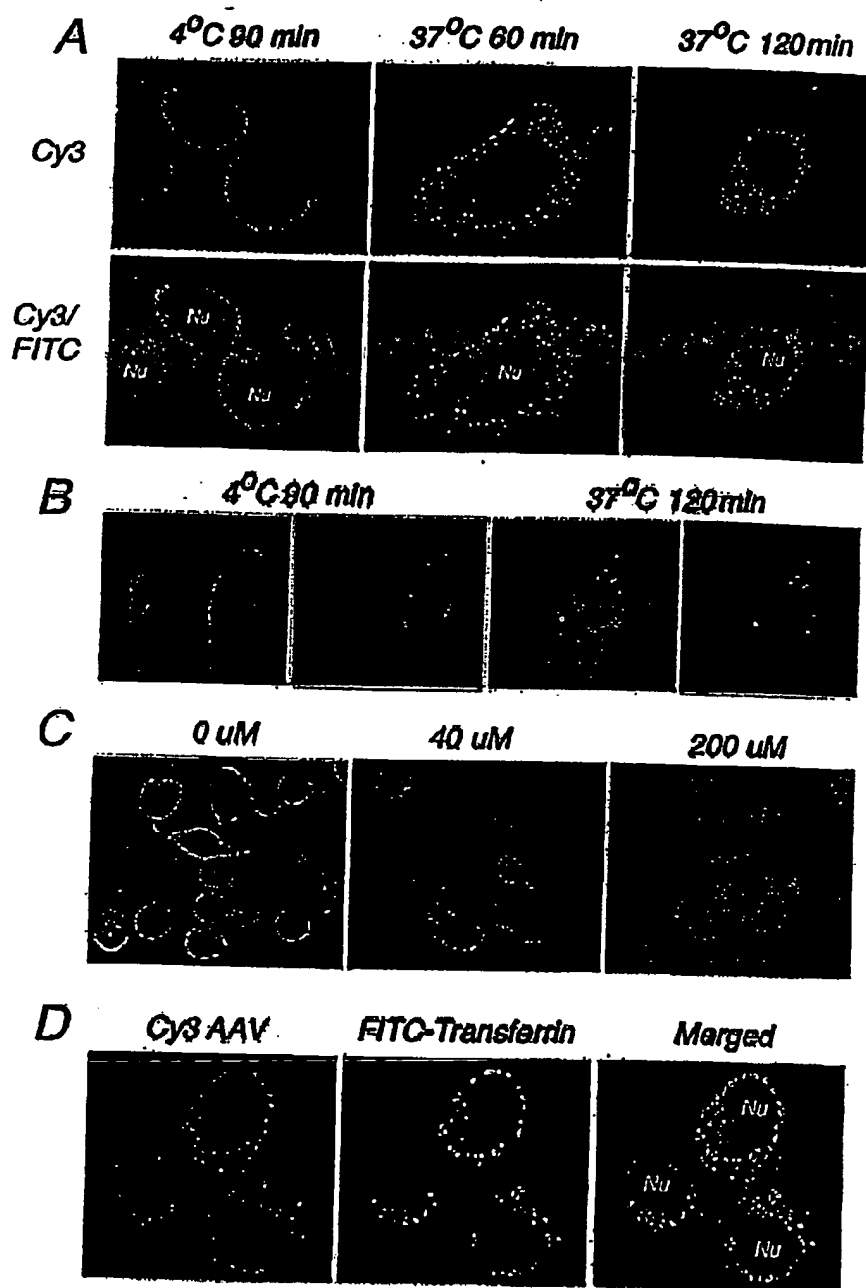 A
4°C 90 min 37°C 60 min 37°C 120min
Cy3
Cy3/
FITC
Nu
Nu
Nu
Nu
Nu
B
4°C 90 min 37°C 120min
C
0 uM 40 uM 200 uM
D
Cy3 AAV FITC-Transferrin Merged
Nu
Nu
Nu